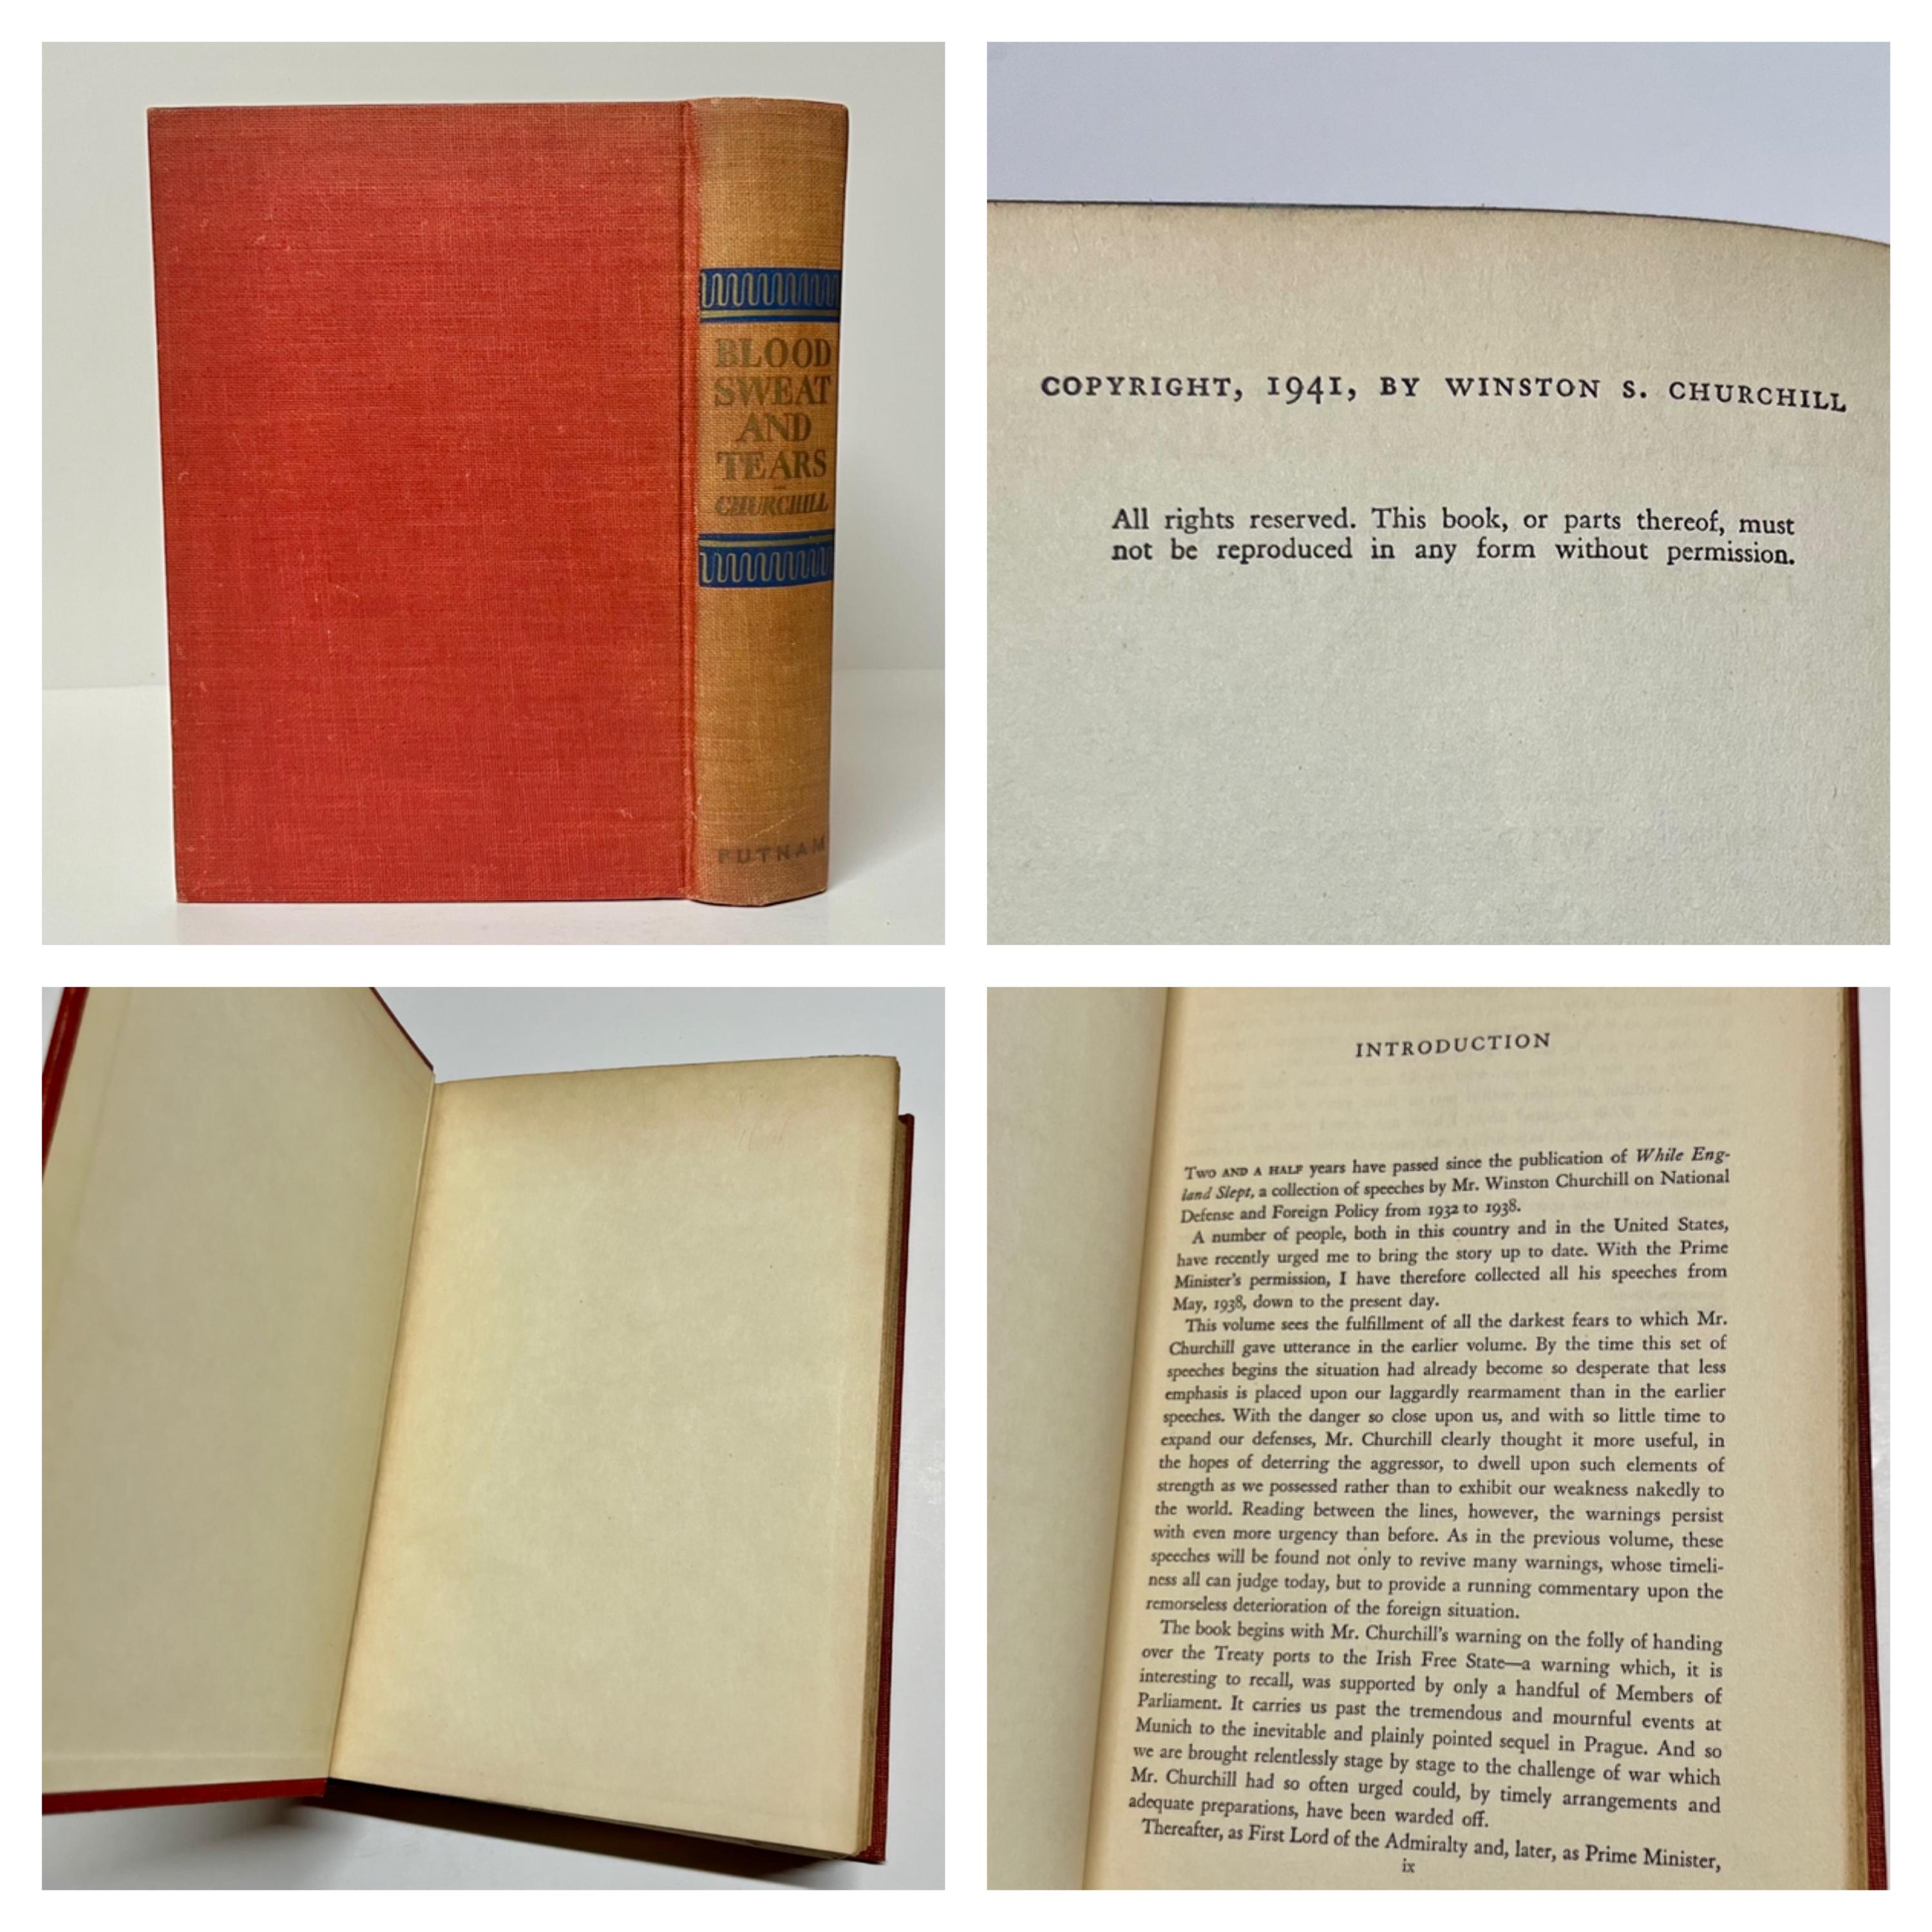 BLOOD
SWEAT
AND
TEARS
CHURCHILL
PUTNAM
COPYRIGHT, 1941, BY WINSTON S. CHURCHILL
All rights reserved. This book, or parts thereof, must
not be reproduced in any form without permission.
INTRODUCTION
TWO AND A HALF years have passed since the publication of While Eng-
land Slept, a collection of speeches by Mr. Winston Churchill on National
Defense and Foreign Policy from 1932 to 1938.
A number of people, both in this country and in the United States,
have recently urged me to bring the story up to date. With the Prime
Minister's permission, I have therefore collected all his speeches from
May, 1938, down to the present day.
This volume sees the fulfillment of all the darkest fears to which Mr.
Churchill gave utterance in the earlier volume. By the time this set of
speeches begins the situation had already become so desperate that less
emphasis is placed upon our laggardly rearmament than in the earlier
speeches. With the danger so close upon us, and with so little time to
expand our defenses, Mr. Churchill clearly thought it more useful, in
the hopes of deterring the aggressor, to dwell upon such elements of
strength as we possessed rather than to exhibit our weakness nakedly to
the world. Reading between the lines, however, the warnings persist
with even more urgency than before. As in the previous volume, these
speeches will be found not only to revive many warnings, whose timeli-
ness all can judge today, but to provide a running commentary upon the
remorseless deterioration of the foreign situation.
The book begins with Mr. Churchill's warning on the folly of handing
over the Treaty ports to the Irish Free State—a warning which, it is
interesting to recall, was supported by only a handful of Members of
Parliament. It carries us past the tremendous and mournful events at
Munich to the inevitable and plainly pointed sequel in Prague. And so
we are brought relentlessly stage by stage to the challenge of war which
Mr. Churchill had so often urged could, by timely arrangements and
adequate preparations, have been warded off.
Thereafter, as First Lord of the Admiralty and, later, as Prime Minister,
ix